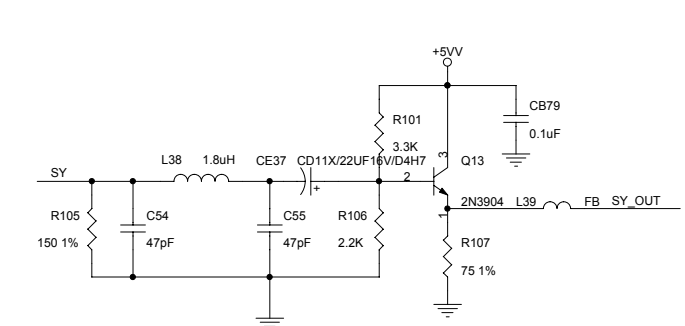 +5VV
CB79
0.1uF
R101
3.3K
L38 1.8uH CE37 CD11X/22UF16V/D4H7 Q13
3
SY
2
+
2N3904 L39 FB SY_OUT
1
R105
150 1%
C54
47pF
C55
47pF
R106
2.2K
R107
75 1%